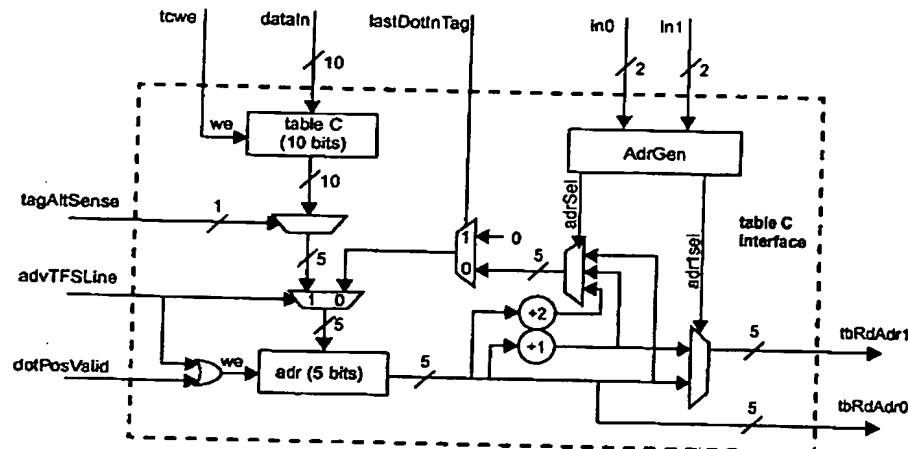 tcwe dataIn lastDotInTag In0 In1
10 2 2
we table C
(10 bits)
AdrGen
10
tagAltSense 1
adrSel
adr1sel
table C
interface
1 0
0
5 5
advTFSLine
1 0
+2
5
+1
5 tbRdAdr1
dotPosValid we adr (5 bits) 5
5 tbRdAdr0